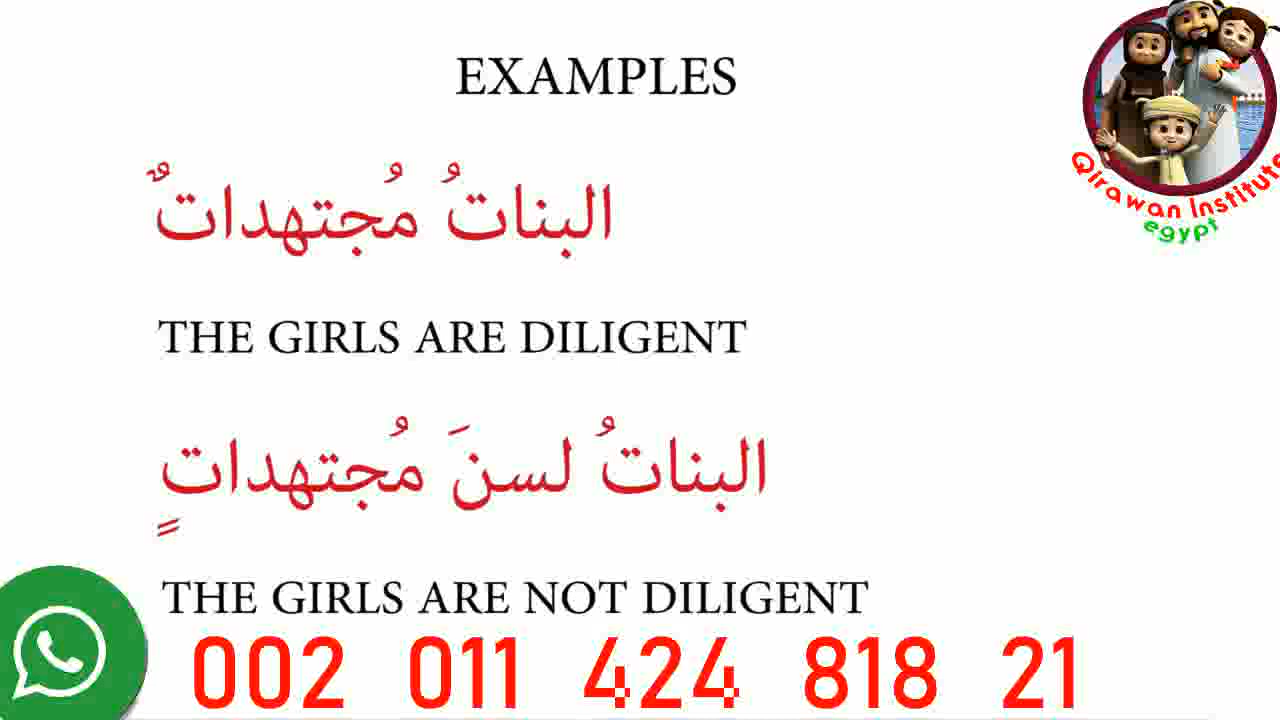 EXAMPLES
البناتُ مُجتهداتٌ
THE GIRLS ARE DILIGENT
البناتُ لسنَ مُجتهداتٍ
THE GIRLS ARE NOT DILIGENT
002 011 424 818 21
Qirawan Institute
egypt